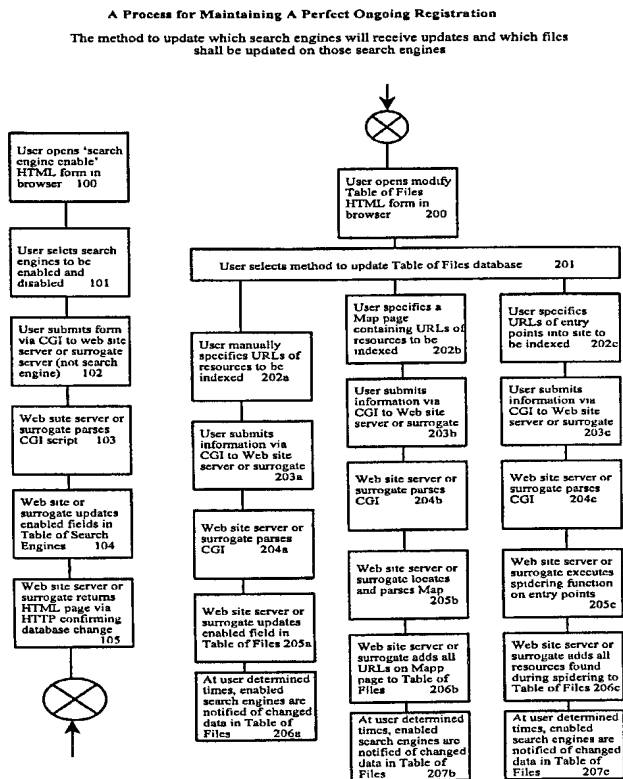 A Process for Maintaining A Perfect Ongoing Registration
The method to update which search engines will receive updates and which files
shall be updated on those search engines
User opens 'search
engine enable'
HTML form in
browser 100
User selcts search
engines to be
enabled and
disabled 101
User submits form
via CGI to web site
server or surrogate
server (not search
engine) 102
Web sute server or
surrogate parses
CGI script 103
Web site or
surrogate updates
enabled fields in
Table of Search
Engines 104
Web site server or
surrogate returns
HTML page via
HTTP confirming
database change
105
User opens modify
Table of Files
HTML form in
browser 200
User selects method to update Table of Files database 201
User manually
specifies URLs of
resources to be
indexed 202a
User submits
information via
CGI to Web site
server or surrogate
203a
Web site server or
surrogate parses
CGI 204a
Web site server or
surrogate updates
enabled field in
Table of Files 205a
At user determined
times, enabled
search engines are
notified of changed
data in Table of
Files 206a
User specifies a
Map page
containing URLs of
resources to be
indexed 202b
User submits
information via
CGI to Web site
server or surrogate
203b
Web site server or
surrogate parses
CGI 204b
Web site server or
surrogate locates
and parses Map
205b
Web site server or
surrogate adds all
URLs on Mapp
page to Table of
Files 206b
At user determined
times, enabled
search engines are
notified of changed
data in Table of
Files 207b
User specifies
URLs of entry
points into site to
be indexed 202c
User submits
information via
CGI to Web site
server or surrogate
203c
Web site server or
surrogate parses
CGI 204c
Web site server or
surrogate executes
spidering function
on entry points
205c
Web site server or
surrogate adds all
resources found
during spidering to
Table of Files 206c
At user determined
times, enabled
search engines are
notified of changed
data in Table of
Files 207c